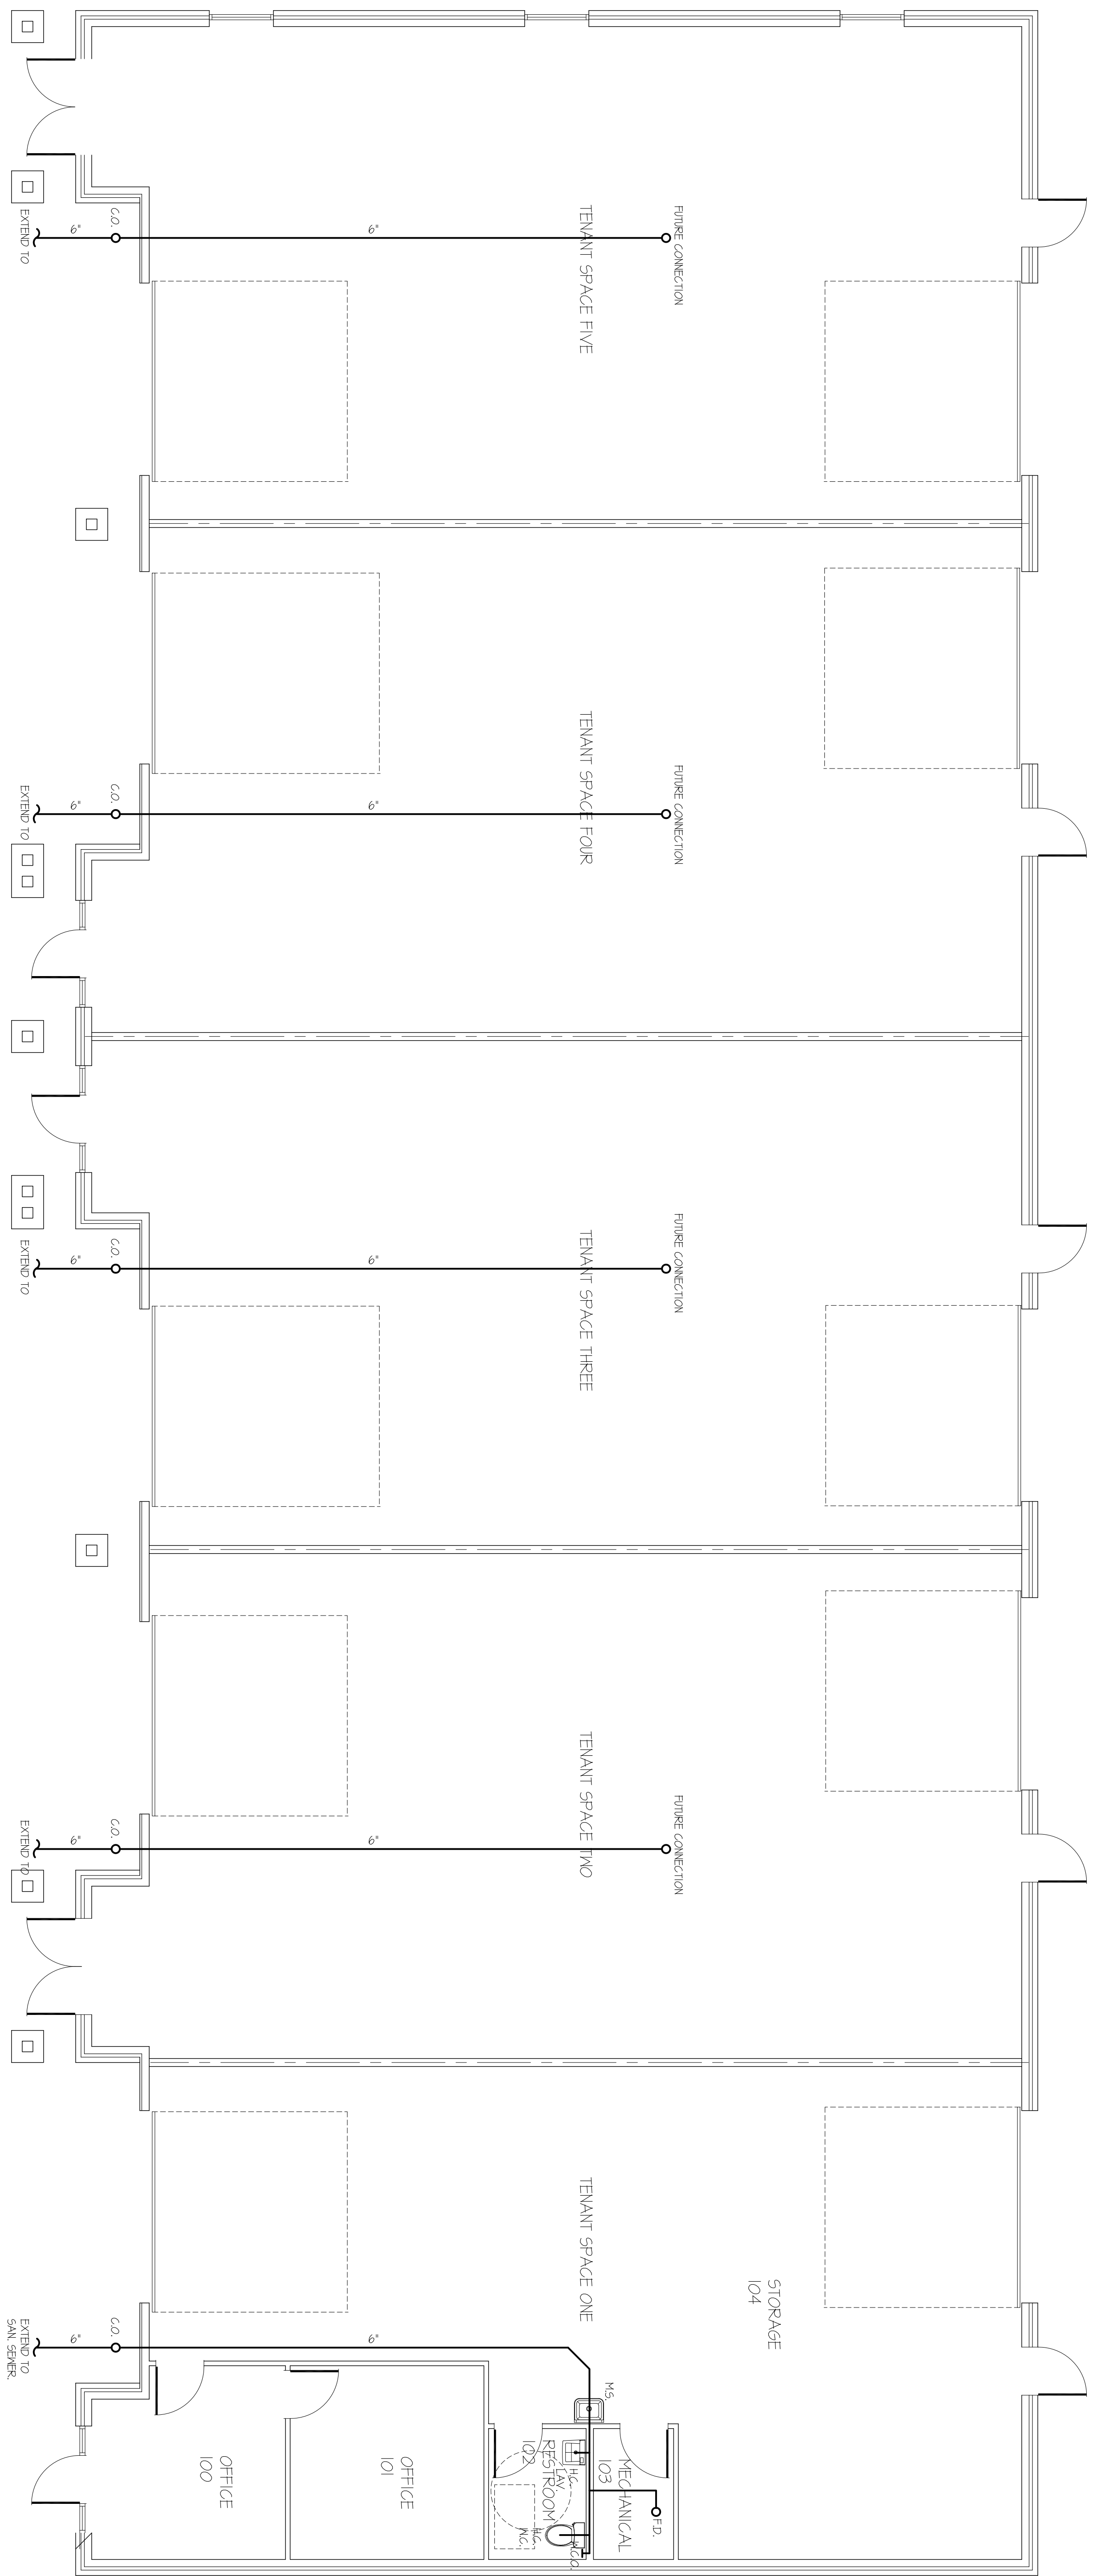 EXTEND TO
6"
C.O.
6"
TENANT SPACE FIVE
FUTURE CONNECTION
EXTEND TO
6"
C.O.
6"
TENANT SPACE FOUR
FUTURE CONNECTION
EXTEND TO
6"
C.O.
6"
TENANT SPACE THREE
FUTURE CONNECTION
EXTEND TO
6"
C.O.
6"
TENANT SPACE TWO
FUTURE CONNECTION
TENANT SPACE ONE
STORAGE
104
EXTEND TO
SAN. SEWER.
6"
C.O.
6"
M.S.
OFFICE
100
OFFICE
101
RESTROOM
102
H.C.
LAV.
MECHANICAL
103
F.D.
H.C.
W.C.
W.C.O.